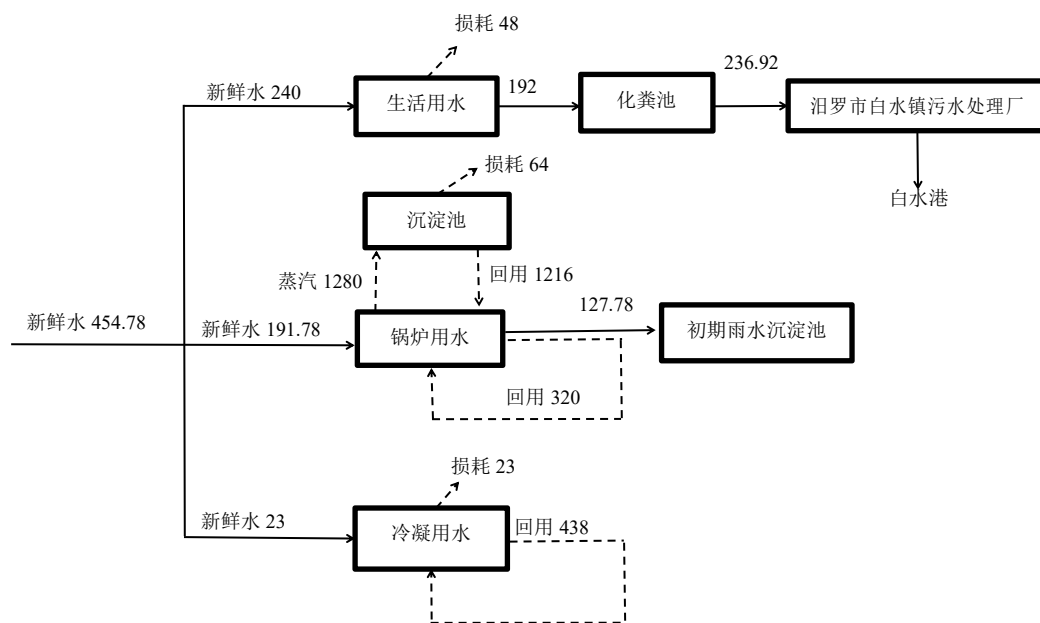 损耗 48
236.92
新鲜水 240
生活用水
192
化粪池
汨罗市白水镇污水处理厂
白水港
损耗 64
沉淀池
蒸汽 1280
回用 1216
新鲜水 454.78
新鲜水 191.78
锅炉用水
127.78
初期雨水沉淀池
回用 320
损耗 23
新鲜水 23
冷凝用水
回用 438